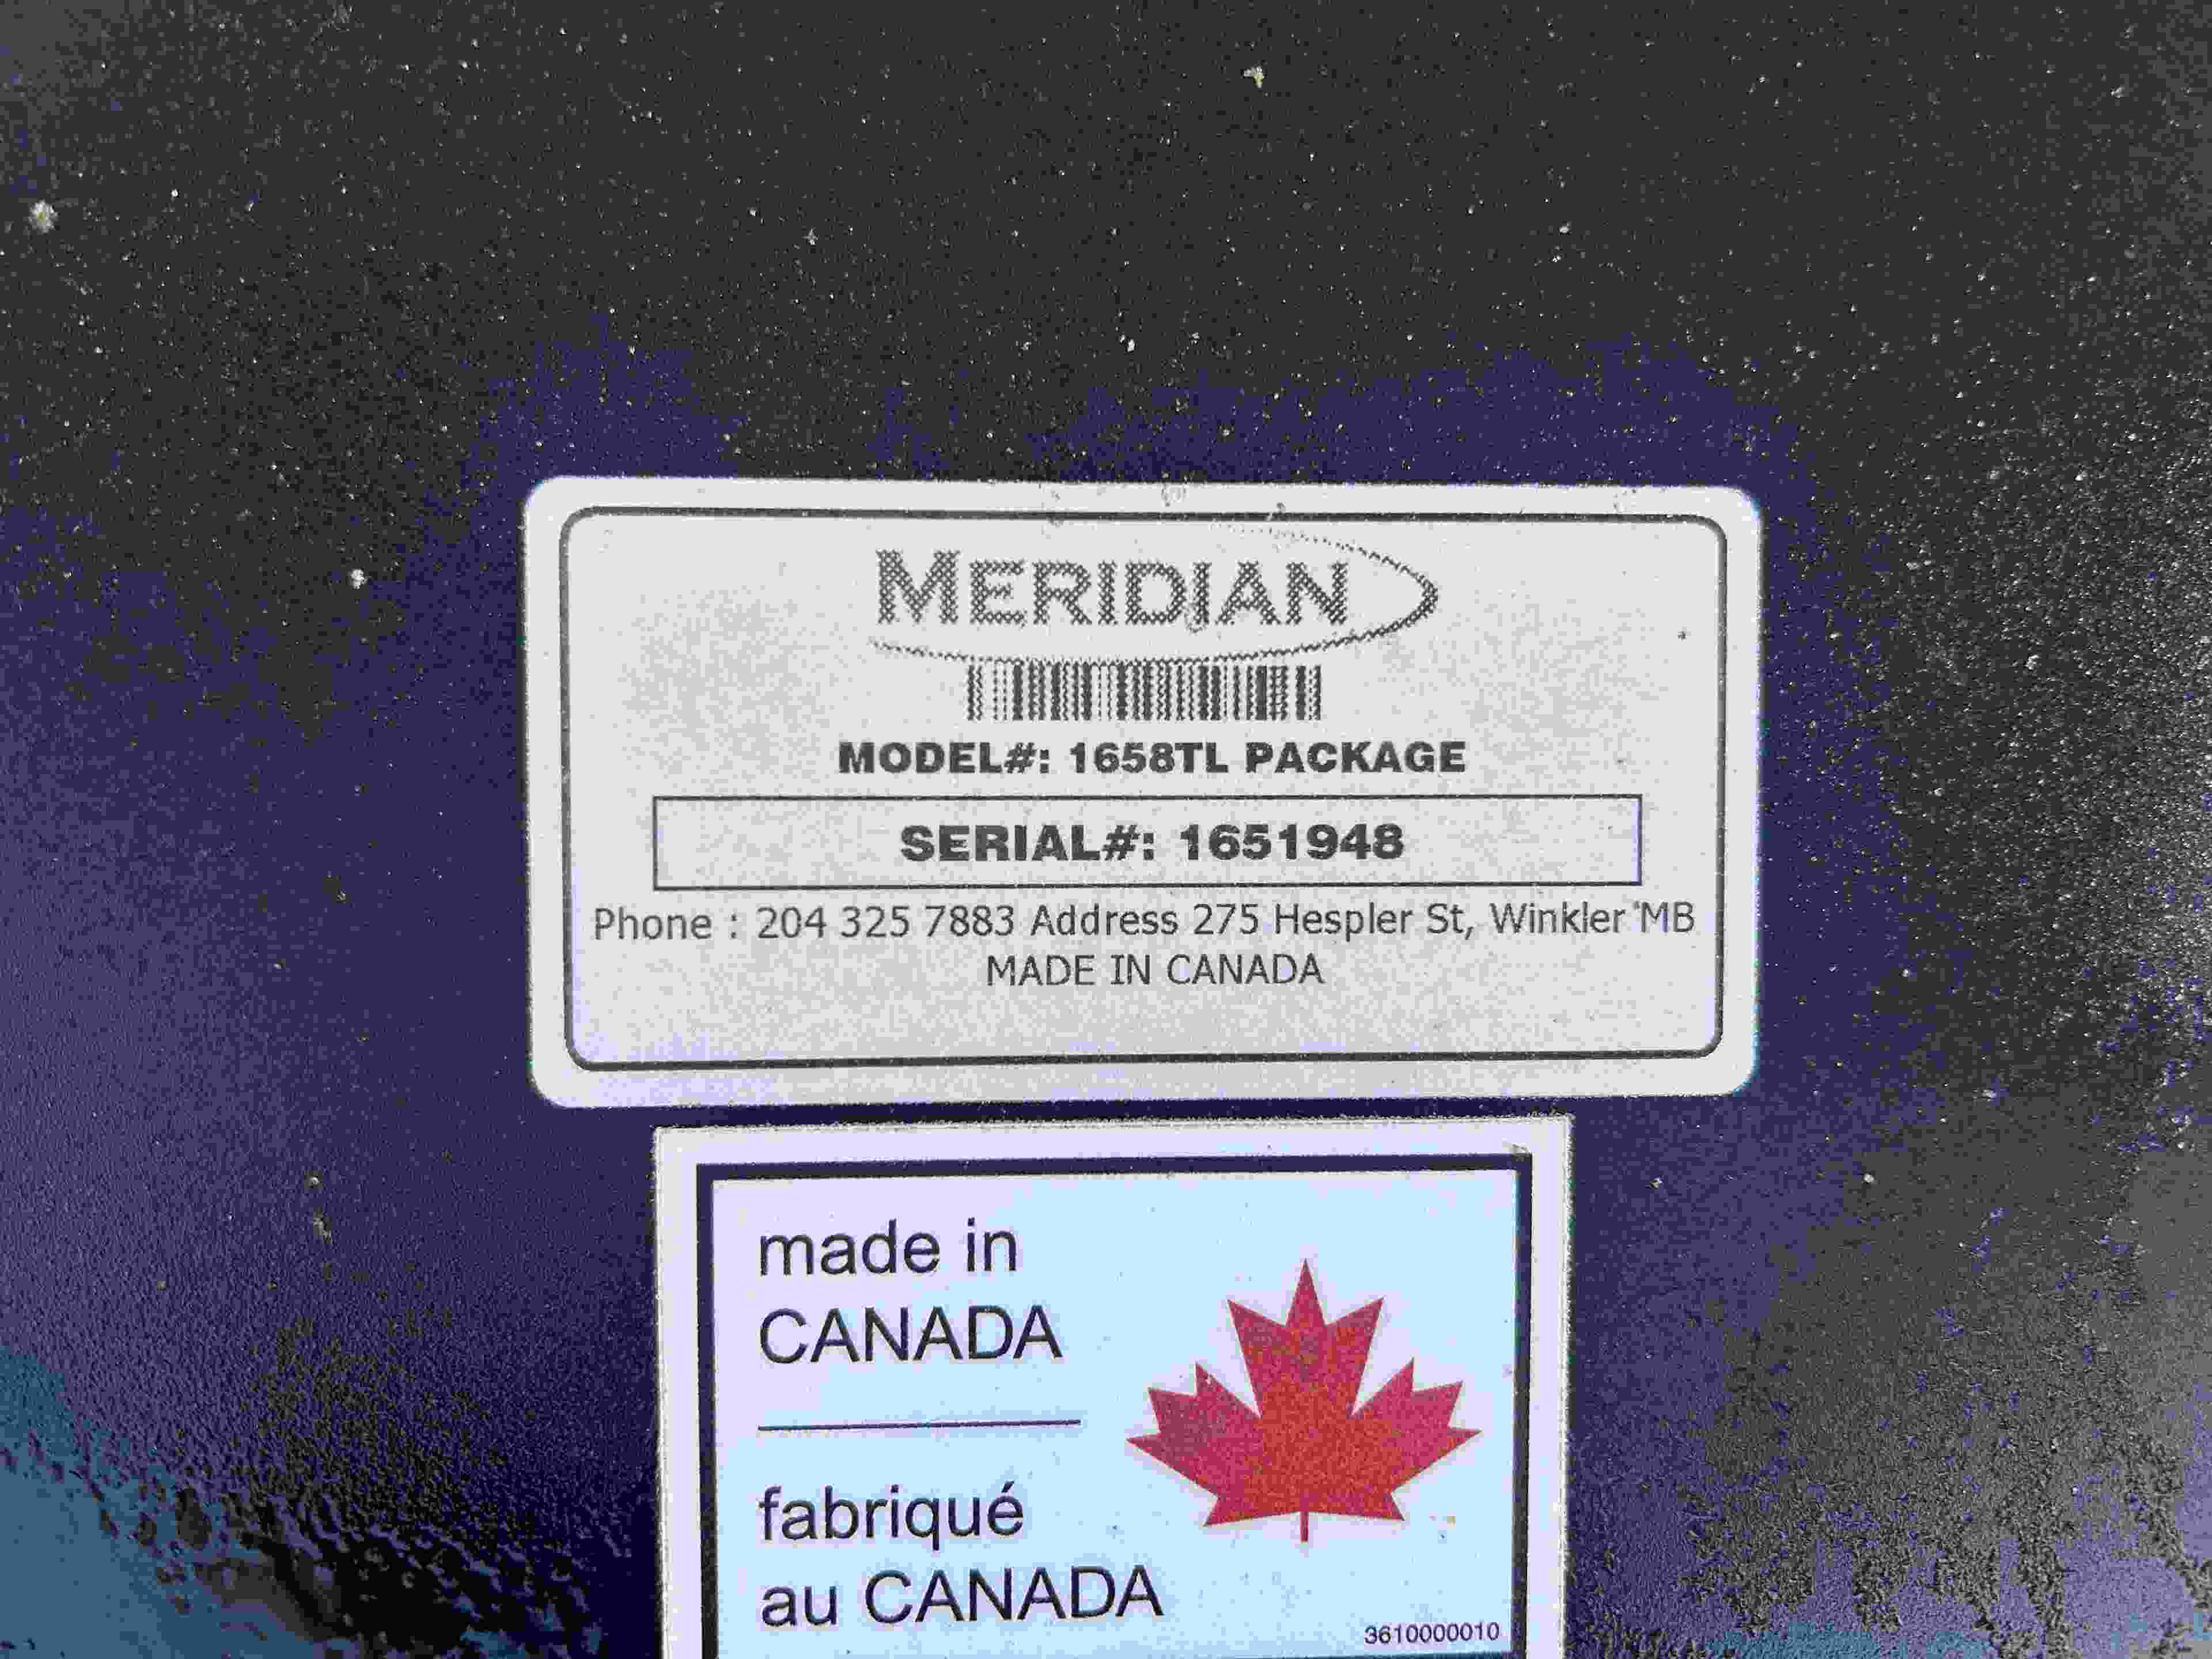 MERIDIAN
MODEL#: 1658TL PACKAGE
SERIAL#: 1651948
Phone : 204 325 7883 Address 275 Hespler St, Winkler MB
MADE IN CANADA
made in
CANADA
fabriqué
au CANADA
3610000010